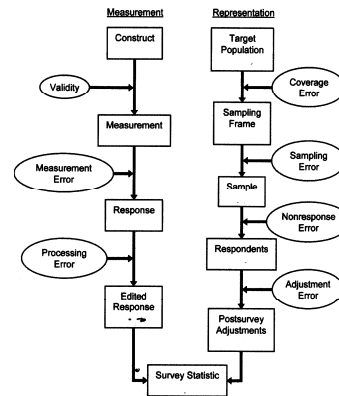 Measurement
Construct
Validity
Measurement
Measurement
Error
Response
Processing
Error
Edited
Response
Representation
Target
Population
Coverage
Error
Sampling
Frame
Sampling
Error
Sample
Nonresponse
Error
Respondents
Adjustment
Error
Postsurvey
Adjustments
Survey Statistic